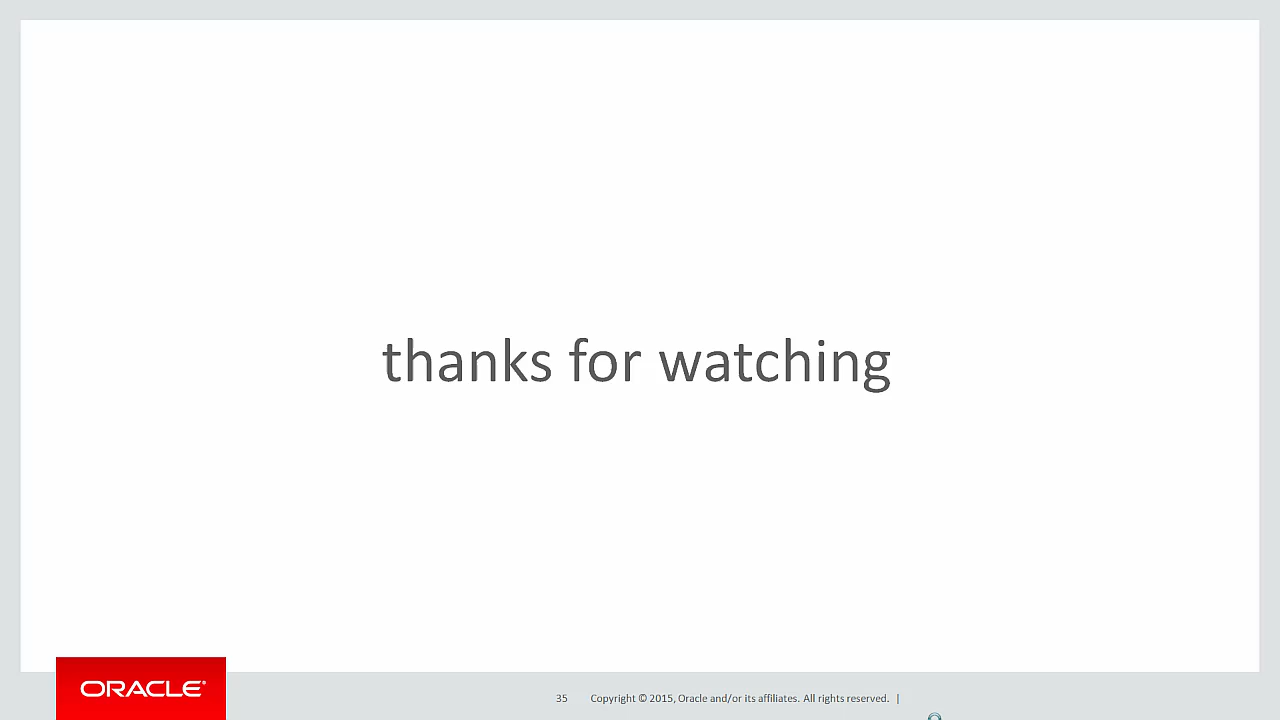 thanks for watching
ORACLE®
35 Copyright © 2015, Oracle and/or its affiliates. All rights reserved. |